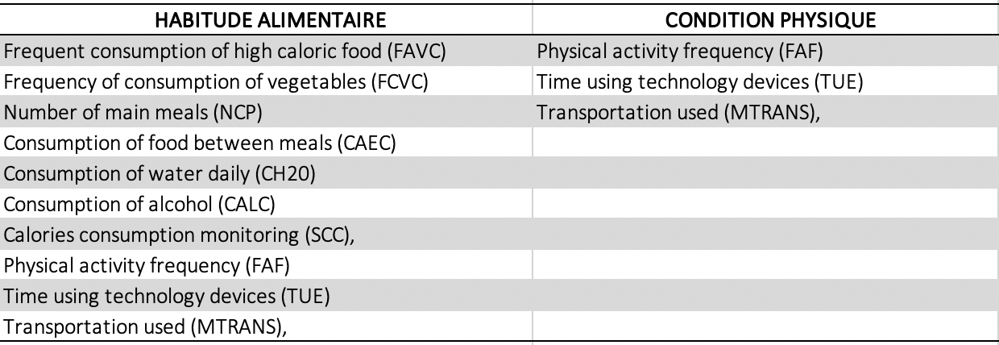 HABITUDE ALIMENTAIRE CONDITION PHYSIQUE
Frequent consumption of high caloric food (FAVC) Physical activity frequency (FAF)
Frequency of consumption of vegetables (FCVC) Time using technology devices (TUE)
Number of main meals (NCP) Transportation used (MTRANS),
Consumption of food between meals (CAEC)
Consumption of water daily (CH20)
Consumption of alcohol (CALC)
Calories consumption monitoring (SCC),
Physical activity frequency (FAF)
Time using technology devices (TUE)
Transportation used (MTRANS),